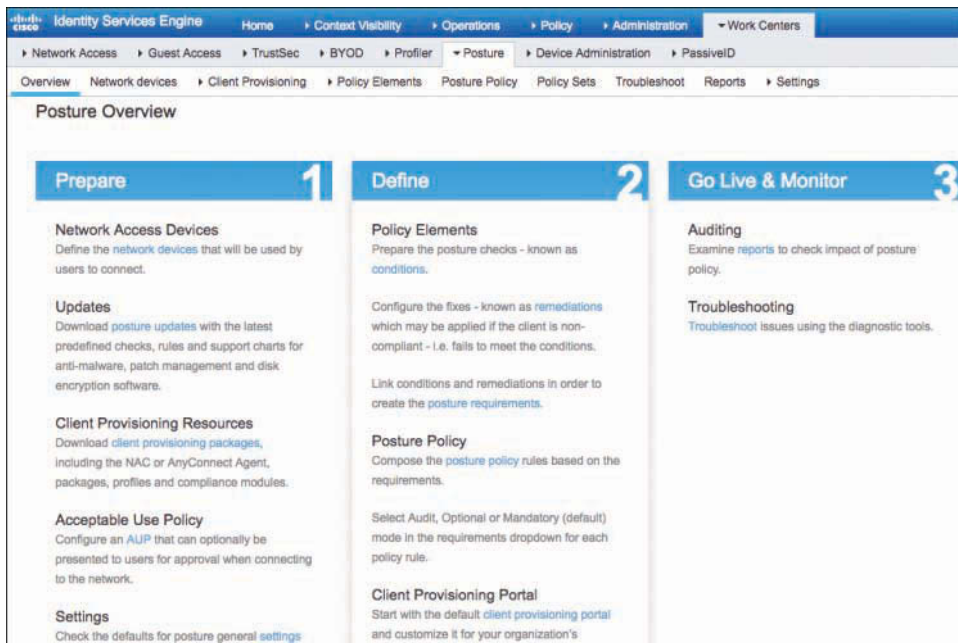 cisco Identity Services Engine Home Context Visibility Operations Policy Administration Work Centers
Network Access Guest Access TrustSec BYOD Profiler Posture Device Administration PassiveID
Overview Network devices Client Provisioning Policy Elements Posture Policy Policy Sets Troubleshoot Reports Settings
Posture Overview
Prepare 1
Network Access Devices
Define the network devices that will be used by
users to connect.
Updates
Download posture updates with the latest
predefined checks, rules and support charts for
anti-malware, patch management and disk
encryption software.
Client Provisioning Resources
Download client provisioning packages,
including the NAC or AnyConnect Agent,
packages, profiles and compliance modules.
Acceptable Use Policy
Configure an AUP that can optionally be
presented to users for approval when connecting
to the network.
Settings
Check the defaults for posture general settings
Define 2
Policy Elements
Prepare the posture checks - known as
conditions.
Configure the fixes - known as remediations
which may be applied if the client is non-
compliant - i.e. fails to meet the conditions.
Link conditions and remediations in order to
create the posture requirements.
Posture Policy
Compose the posture policy rules based on the
requirements.
Select Audit, Optional or Mandatory (default)
mode in the requirements dropdown for each
policy rule.
Client Provisioning Portal
Start with the default client provisioning portal
and customize it for your organization's
Go Live & Monitor 3
Auditing
Examine reports to check impact of posture
policy.
Troubleshooting
Troubleshoot issues using the diagnostic tools.